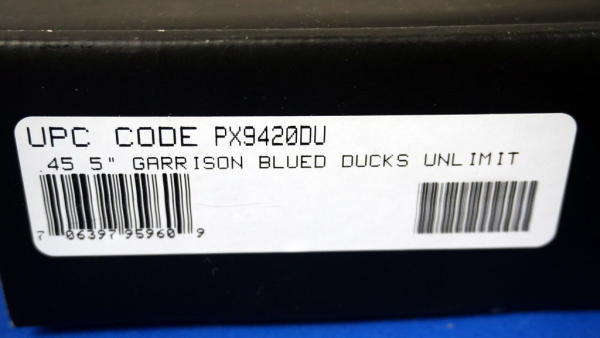 UPC CODE PX9420DU
.45 5" GARRISON BLUED DUCKS UNLIMIT
7 06397 95960 9